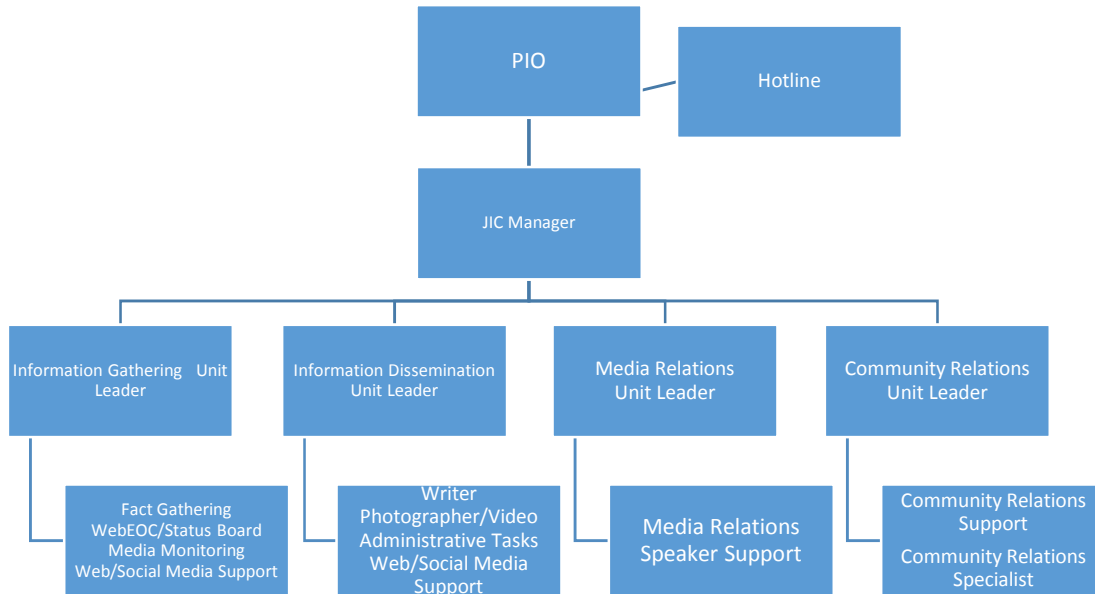 PIO
Hotline
JIC Manager
Information Gathering Unit
Leader
Information Dissemination
Unit Leader
Media Relations
Unit Leader
Community Relations
Unit Leader
Fact Gathering
WebEOC/Status Board
Media Monitoring
Web/Social Media Support
Writer
Photographer/Video
Administrative Tasks
Web/Social Media
Support
Media Relations
Speaker Support
Community Relations
Support
Community Relations
Specialist